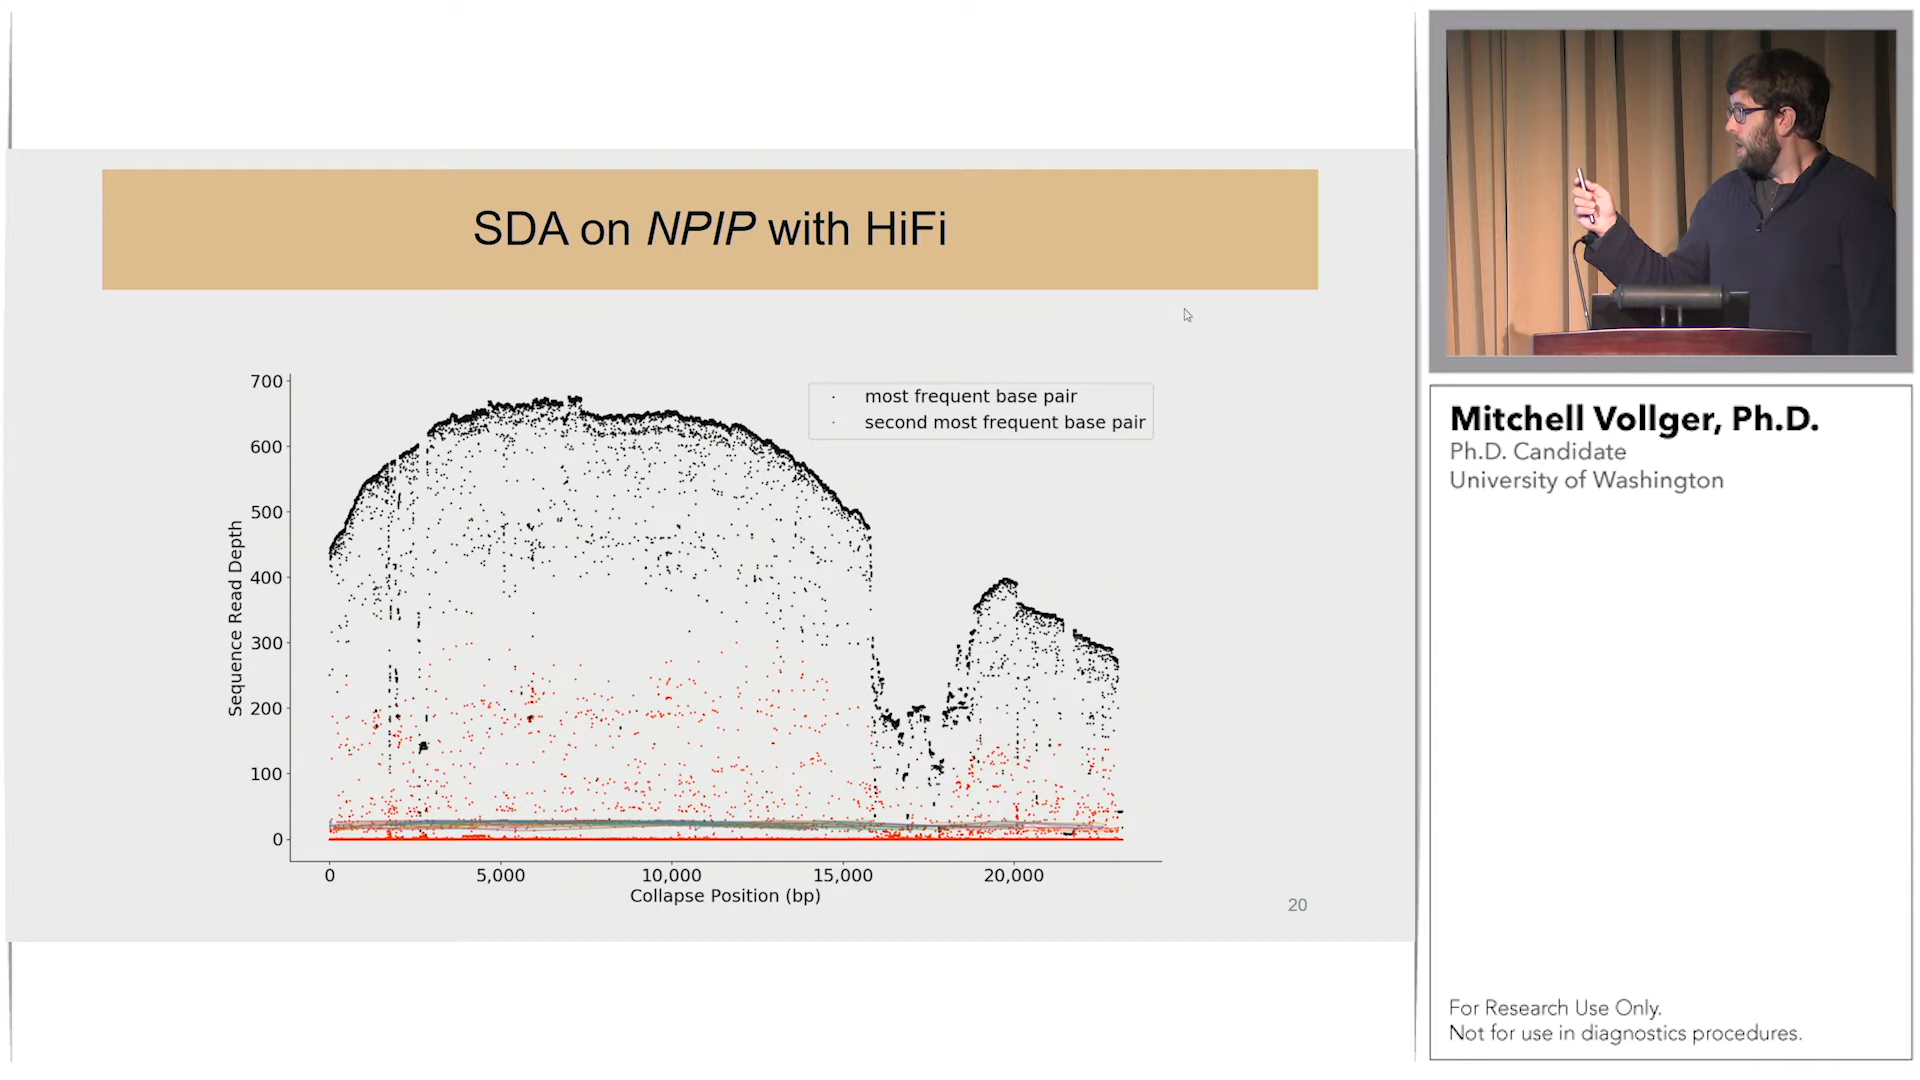 SDA on NPIP with HiFi
700
600
500
400
300
200
100
0
Sequence Read Depth
most frequent base pair
second most frequent base pair
0
5,000
10,000
15,000
20,000
Collapse Position (bp)
20
Mitchell Vollger, Ph.D.
Ph.D. Candidate
University of Washington
For Research Use Only.
Not for use in diagnostics procedures.